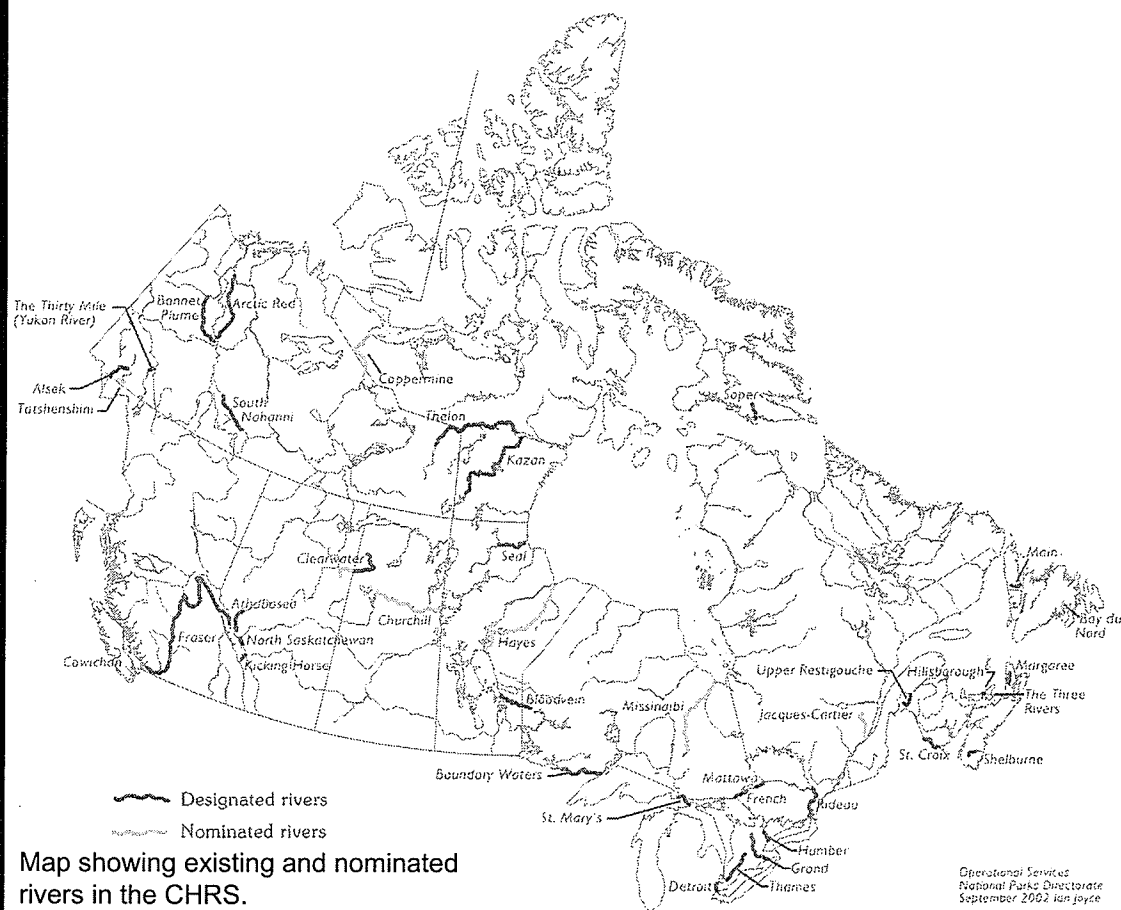 The Thirty Mile
(Yukon River)
Bonnet
Plume
Arctic Red
Alsek
Tatshenshini
South
Nahanni
Coppermine
Thelon
Kazan
Soper
Clearwater
Seal
Athabasca
Fraser
North Saskatchewan
Kicking Horse
Cowichan
Churchill
Hayes
Bloodvein
Missinaibi
Main
Bay du
Nord
Upper Restigouche
Hillsborough
Margaree
The Three
Rivers
Jacques-Cartier
St. Croix
Shelburne
Boundary Waters
Mattawa
French
Rideau
St. Mary's
Humber
Grand
Thames
Detroit
Designated rivers
Nominated rivers
Map showing existing and nominated
rivers in the CHRS.
Operational Services
National Parks Directorate
September 2002 Ian Joyce